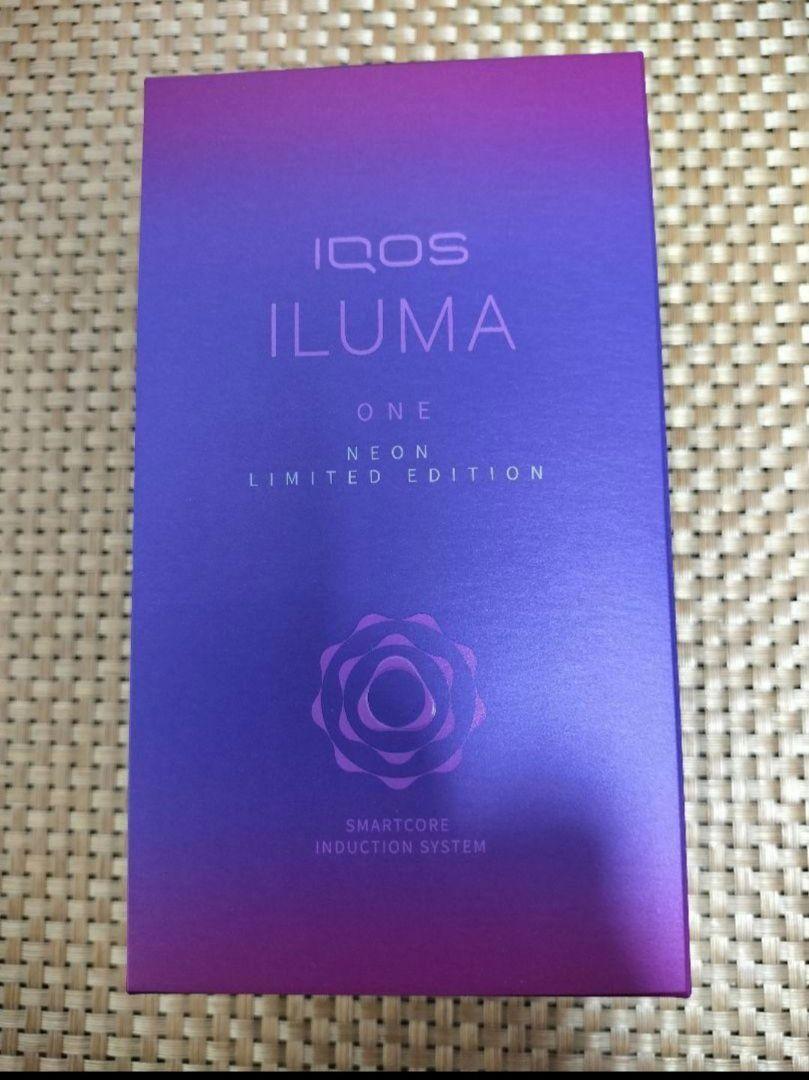 IQOS
ILUMA
ONE
NEON
LIMITED EDITION
SMARTCORE
INDUCTION SYSTEM